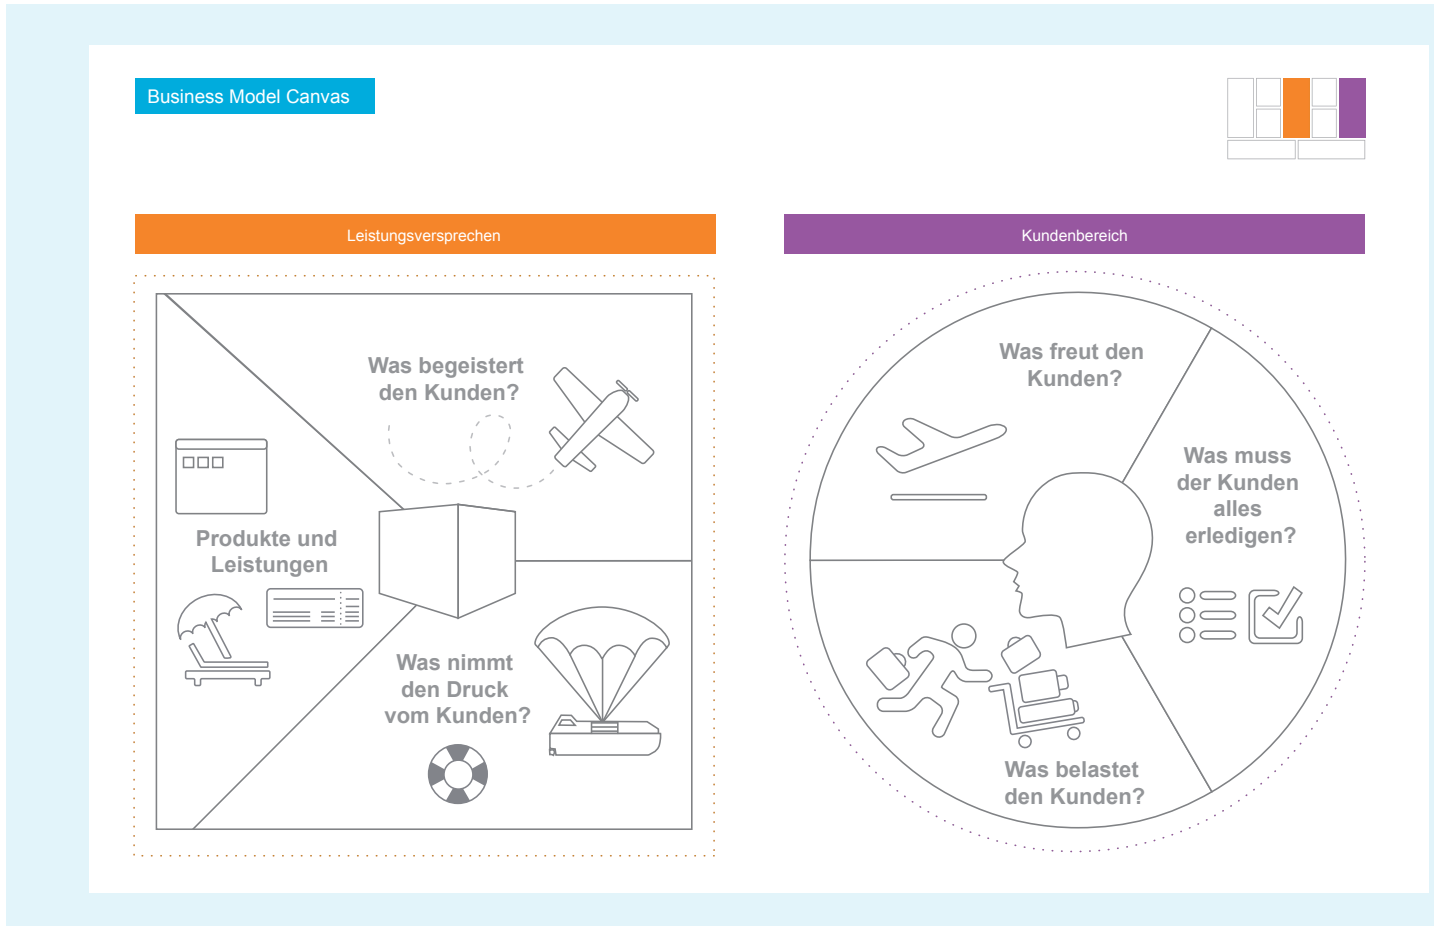 Business Model Canvas
Leistungsversprechen
Was begeistert
den Kunden?
Produkte und
Leistungen
Was nimmt
den Druck
vom Kunden?
Kundenbereich
Was freut den
Kunden?
Was muss
der Kunden
alles
erledigen?
Was belastet
den Kunden?